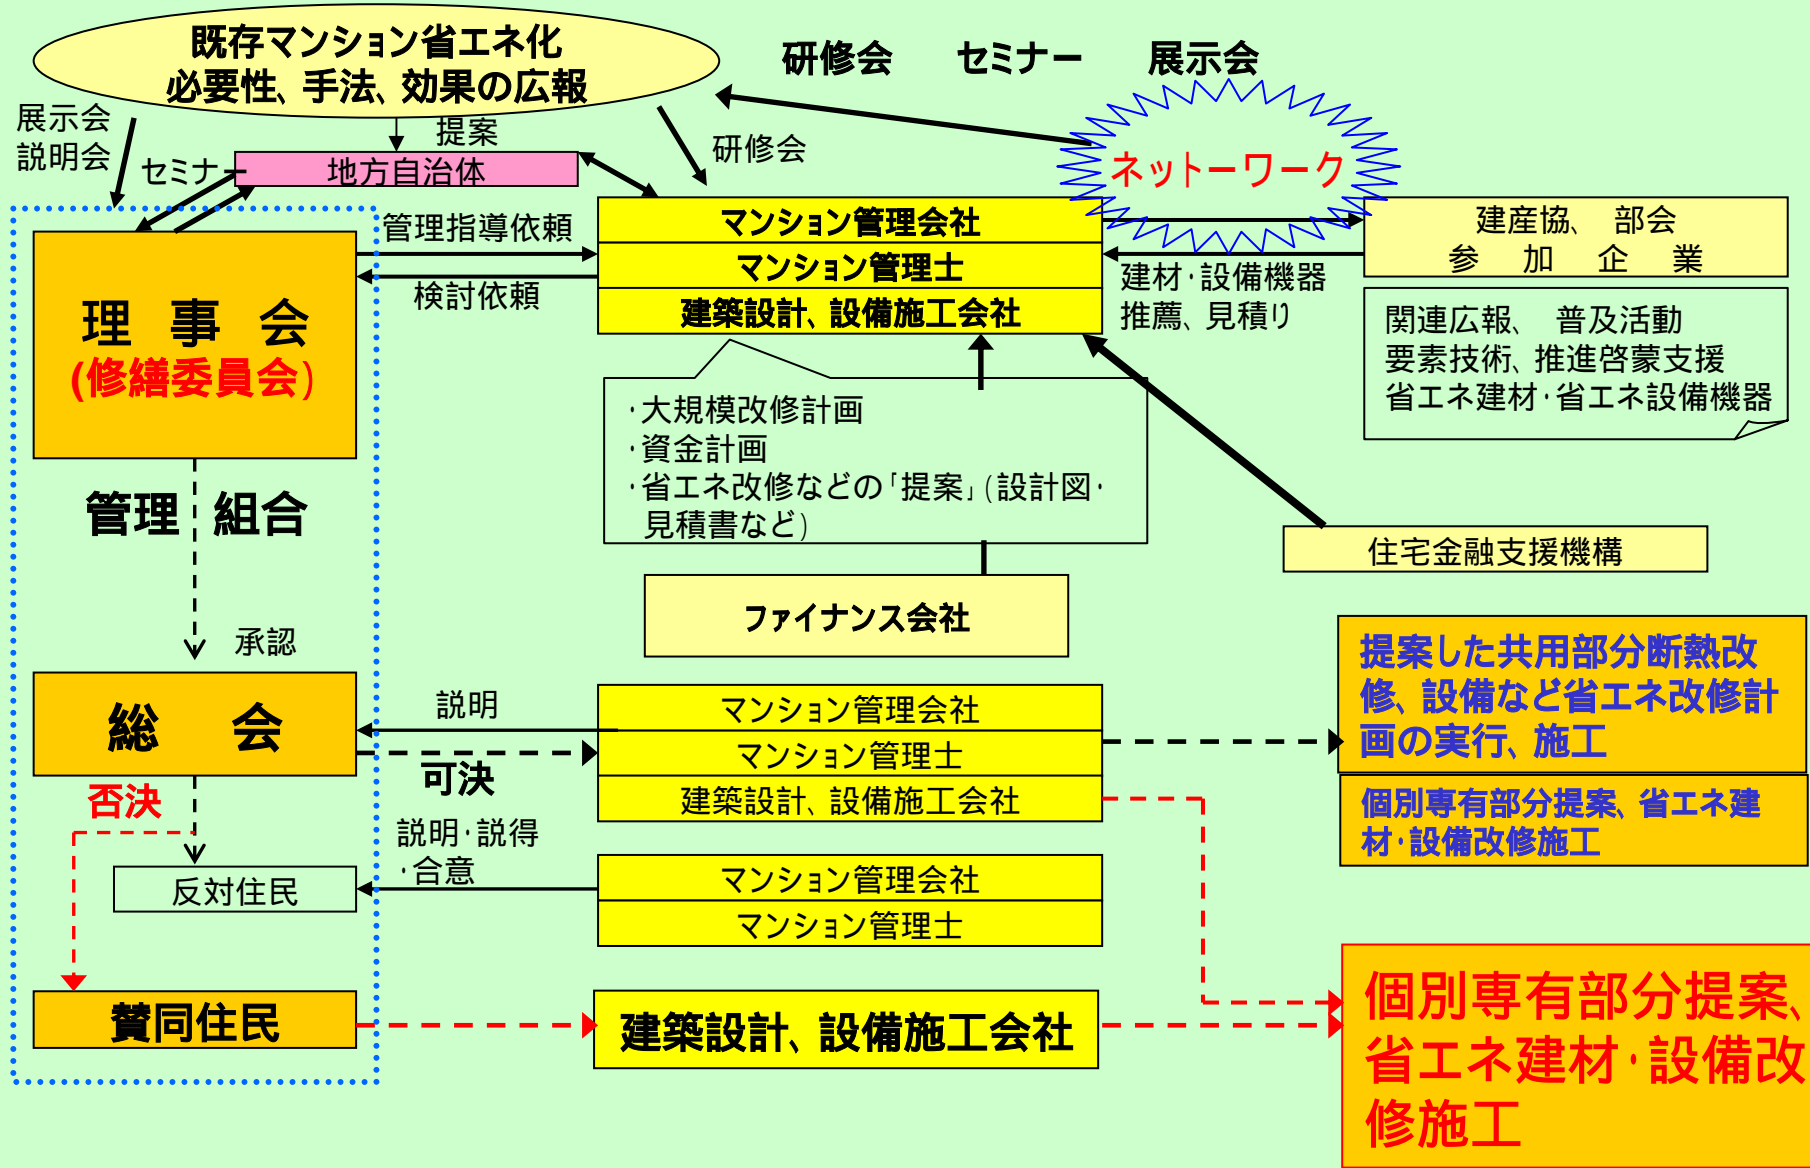 既存マンション省エネ化
必要性、手法、効果の広報
研修会 セミナー 展示会
展示会
説明会
セミナー
提案
地方自治体
研修会
ネットーワーク
管理指導依頼
検討依頼
マンション管理会社
マンション管理士
建築設計、設備施工会社
建産協、 部会
参 加 企 業
建材・設備機器
推薦、見積り
関連広報、 普及活動
要素技術、推進啓蒙支援
省エネ建材・省エネ設備機器
理 事 会
(修繕委員会)
・大規模改修計画
・資金計画
・省エネ改修などの「提案」(設計図・
見積書など)
管理 組合
住宅金融支援機構
ファイナンス会社
承認
総 会
説明
可決
マンション管理会社
マンション管理士
建築設計、設備施工会社
提案した共用部分断熱改
修、設備など省エネ改修計
画の実行、施工
個別専有部分提案、省エネ建
材・設備改修施工
否決
説明・説得
・合意
反対住民
マンション管理会社
マンション管理士
賛同住民
建築設計、設備施工会社
個別専有部分提案、
省エネ建材・設備改
修施工